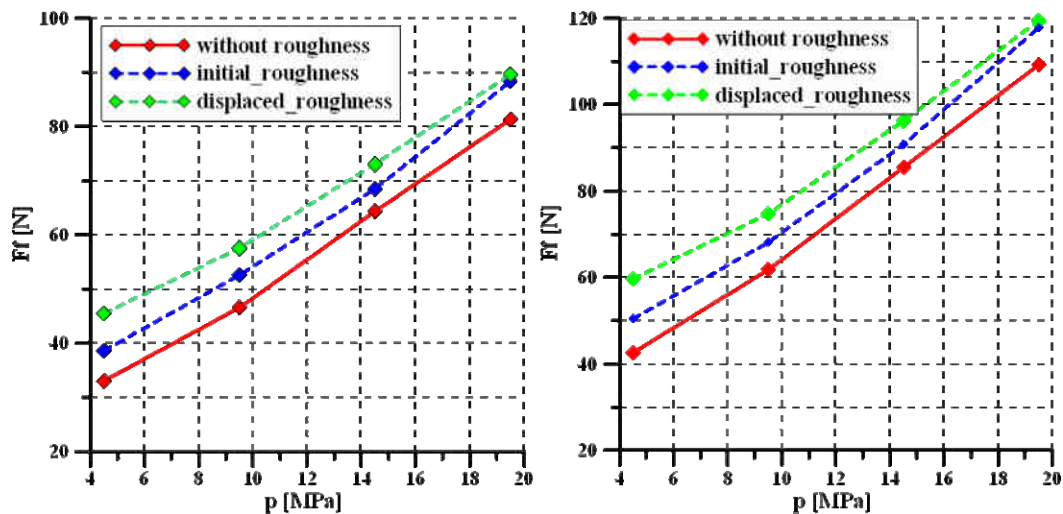 100
80
60
40
20
Ff [N]
without roughness
initial_roughness
displaced_roughness
4 6 8 10 12 14 16 18 20
p [MPa]
120
100
80
60
40
20
Ff [N]
without roughness
initial_roughness
displaced_roughness
4 6 8 10 12 14 16 18 20
p [MPa]